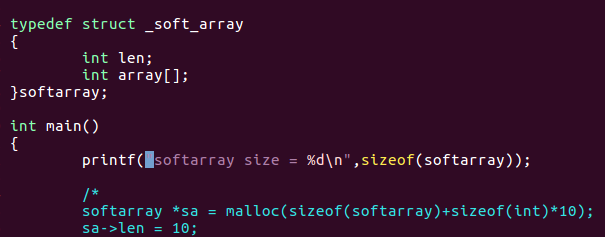 typedef struct _soft_array
{
int len;
int array[];
}softarray;
int main()
{
printf("softarray size = %d\n",sizeof(softarray));
/*
softarray *sa = malloc(sizeof(softarray)+sizeof(int)*10);
sa->len = 10;